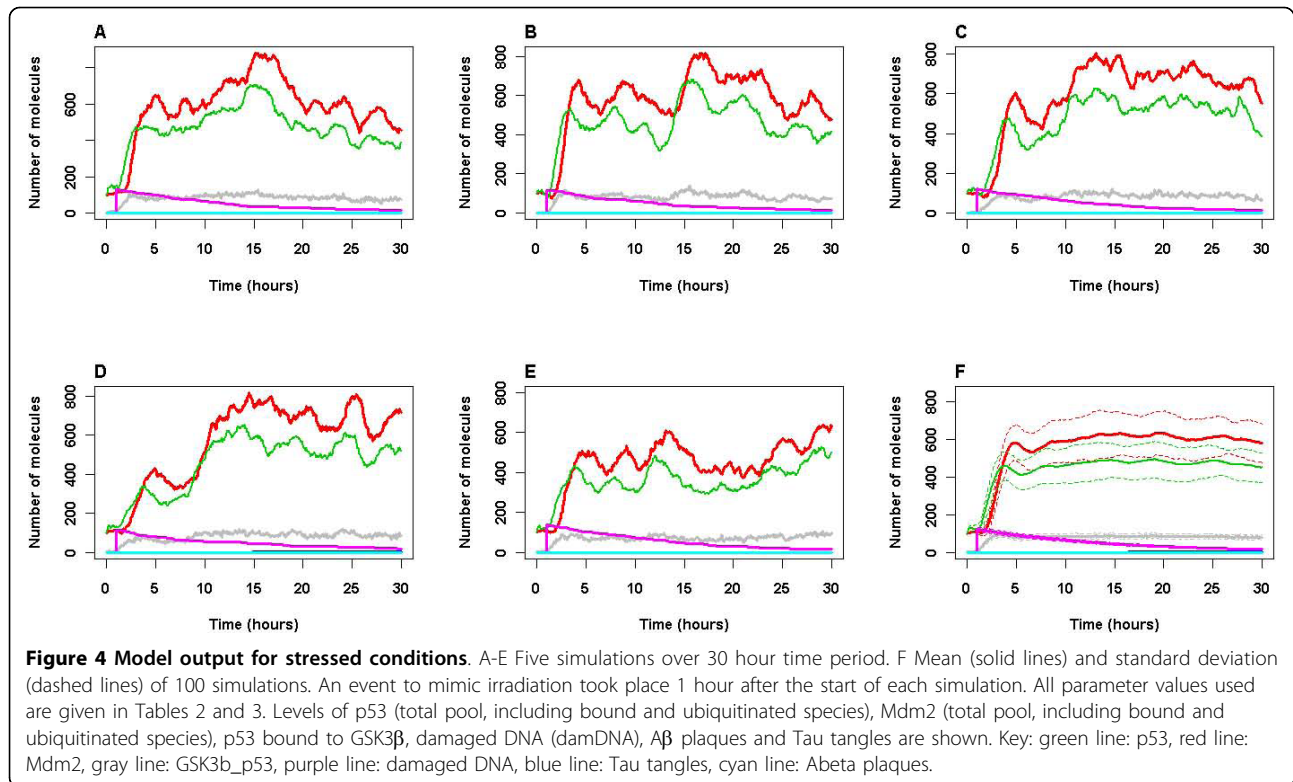 A
B
C
Number of molecules
0 200 600
0 5 10 15 20 25 30
Time (hours)
Number of molecules
0 200 400 600 800
0 5 10 15 20 25 30
Time (hours)
Number of molecules
0 200 400 600 800
0 5 10 15 20 25 30
Time (hours)
D
E
F
Number of molecules
0 200 400 600 800
0 5 10 15 20 25 30
Time (hours)
Number of molecules
0 200 400 600 800
0 5 10 15 20 25 30
Time (hours)
Number of molecules
0 200 400 600 800
0 5 10 15 20 25 30
Time (hours)
Figure 4 Model output for stressed conditions. A-E Five simulations over 30 hour time period. F Mean (solid lines) and standard deviation
(dashed lines) of 100 simulations. An event to mimic irradiation took place 1 hour after the start of each simulation. All parameter values used
are given in Tables 2 and 3. Levels of p53 (total pool, including bound and ubiquitinated species), Mdm2 (total pool, including bound and
ubiquitinated species), p53 bound to GSK3β, damaged DNA (damDNA), Aβ plaques and Tau tangles are shown. Key: green line: p53, red line:
Mdm2, gray line: GSK3b_p53, purple line: damaged DNA, blue line: Tau tangles, cyan line: Abeta plaques.